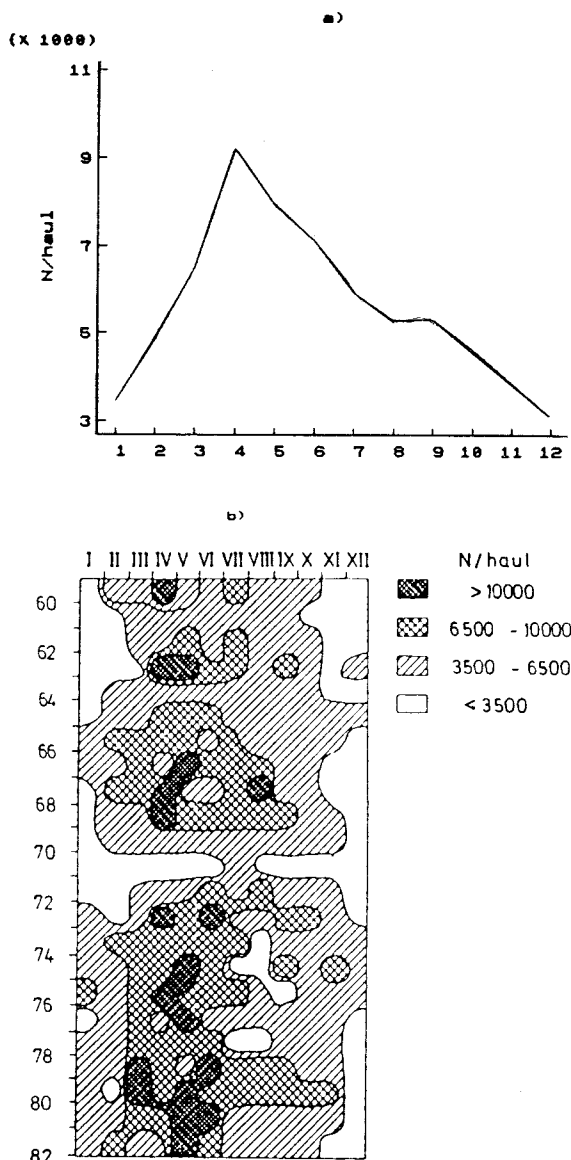 a)
(X 1000)
11
9
7
5
3
N/haul
1 2 3 4 5 6 7 8 9 10 11 12
b)
I II III IV V VI VII VIII IX X XI XII
60
62
64
66
68
70
72
74
76
78
80
82
N/haul
>10000
6500 - 10000
3500 - 6500
< 3500